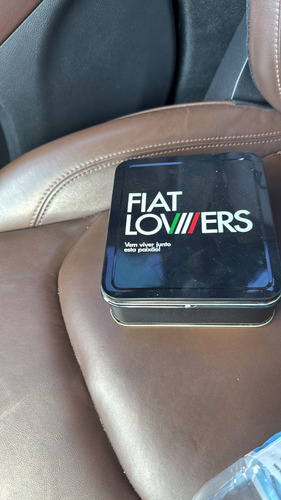 FIAT
LOVERS
Vem viver junto
esta paixão!